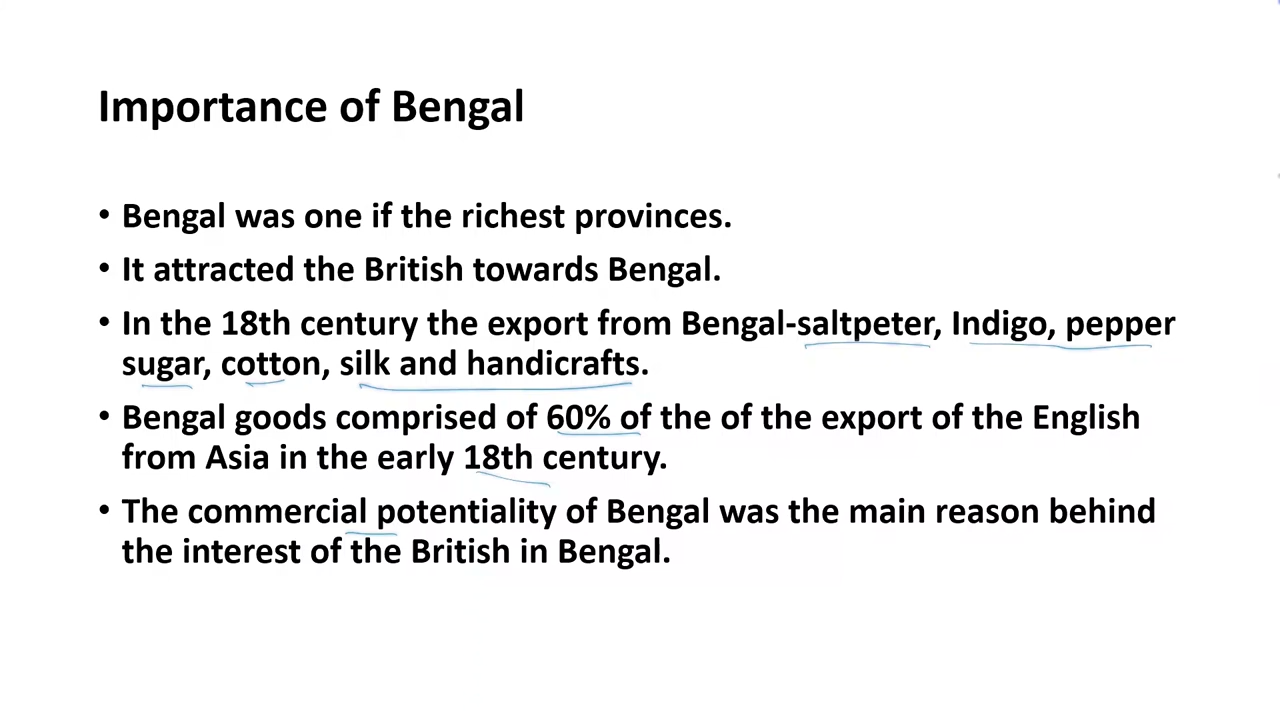 Importance of Bengal
• Bengal was one if the richest provinces.
• It attracted the British towards Bengal.
• In the 18th century the export from Bengal-saltpeter, Indigo, pepper
sugar, cotton, silk and handicrafts.
• Bengal goods comprised of 60% of the of the export of the English
from Asia in the early 18th century.
• The commercial potentiality of Bengal was the main reason behind
the interest of the British in Bengal.